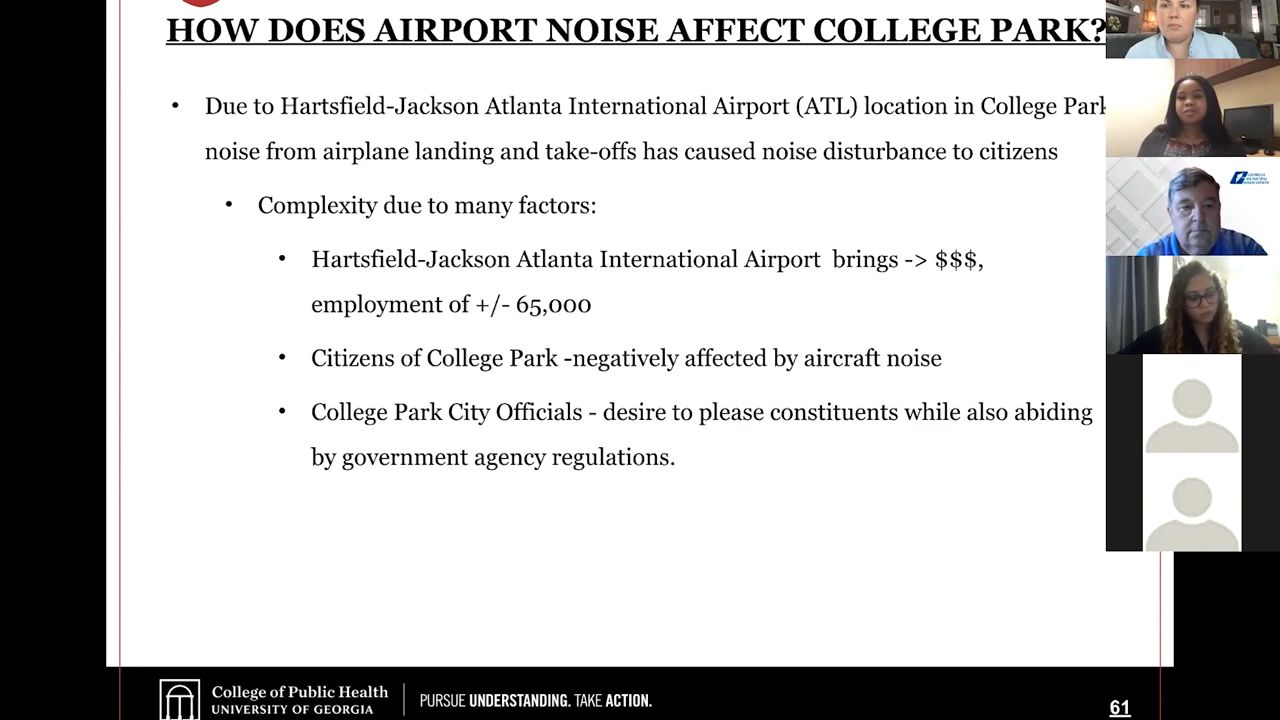 HOW DOES AIRPORT NOISE AFFECT COLLEGE PARK?
• Due to Hartsfield-Jackson Atlanta International Airport (ATL) location in College Park
noise from airplane landing and take-offs has caused noise disturbance to citizens
• Complexity due to many factors:
• Hartsfield-Jackson Atlanta International Airport  brings -> $$$,
employment of +/- 65,000
• Citizens of College Park -negatively affected by aircraft noise
• College Park City Officials - desire to please constituents while also abiding
by government agency regulations.
GEORGIA
MUNICIPAL
ASSOCIATION
College of Public Health
UNIVERSITY OF GEORGIA
PURSUE UNDERSTANDING. TAKE ACTION.
61